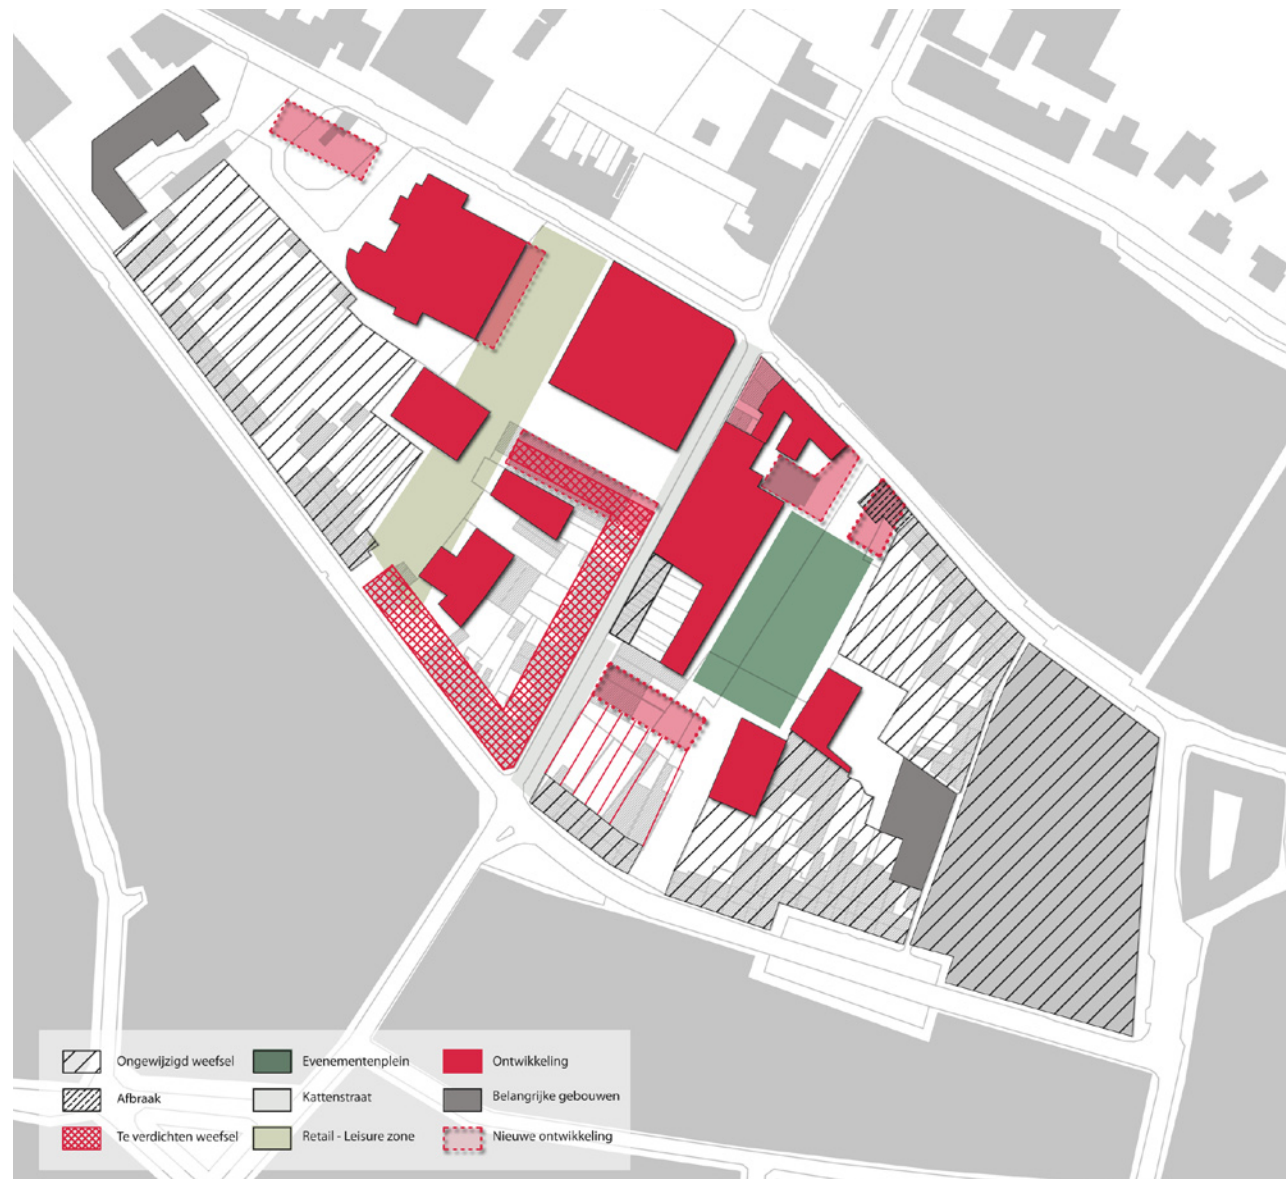 Ongewijzigd weefsel
Evenementenplein
Ontwikkeling
Afbraak
Kattenstraat
Belangrijke gebouwen
Te verdichten weefsel
Retail - Leisure zone
Nieuwe ontwikkeling